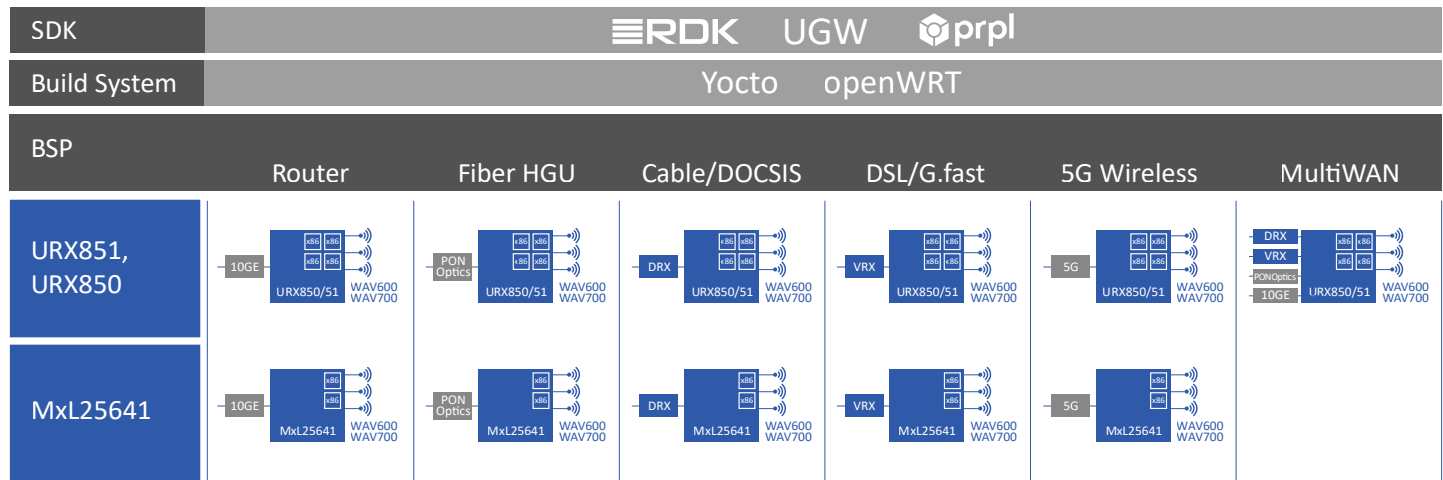 SDK
RDK UGW prpl
Build System
Yocto openWRT
BSP
Router Fiber HGU Cable/DOCSIS DSL/G.fast 5G Wireless MultiWAN
URX851,
URX850
10GE
x86 x86
x86 x86
URX850/51
WAV600
WAV700
PON
Optics
x86 x86
x86 x86
URX850/51
WAV600
WAV700
DRX
x86 x86
x86 x86
URX850/51
WAV600
WAV700
VRX
x86 x86
x86 x86
URX850/51
WAV600
WAV700
5G
x86 x86
x86 x86
URX850/51
WAV600
WAV700
DRX
VRX
PONOptics
10GE
x86 x86
x86 x86
URX850/51
WAV600
WAV700
MxL25641
10GE
x86
x86
MxL25641
WAV600
WAV700
PON
Optics
x86
x86
MxL25641
WAV600
WAV700
DRX
x86
x86
MxL25641
WAV600
WAV700
VRX
x86
x86
MxL25641
WAV600
WAV700
5G
x86
x86
MxL25641
WAV600
WAV700